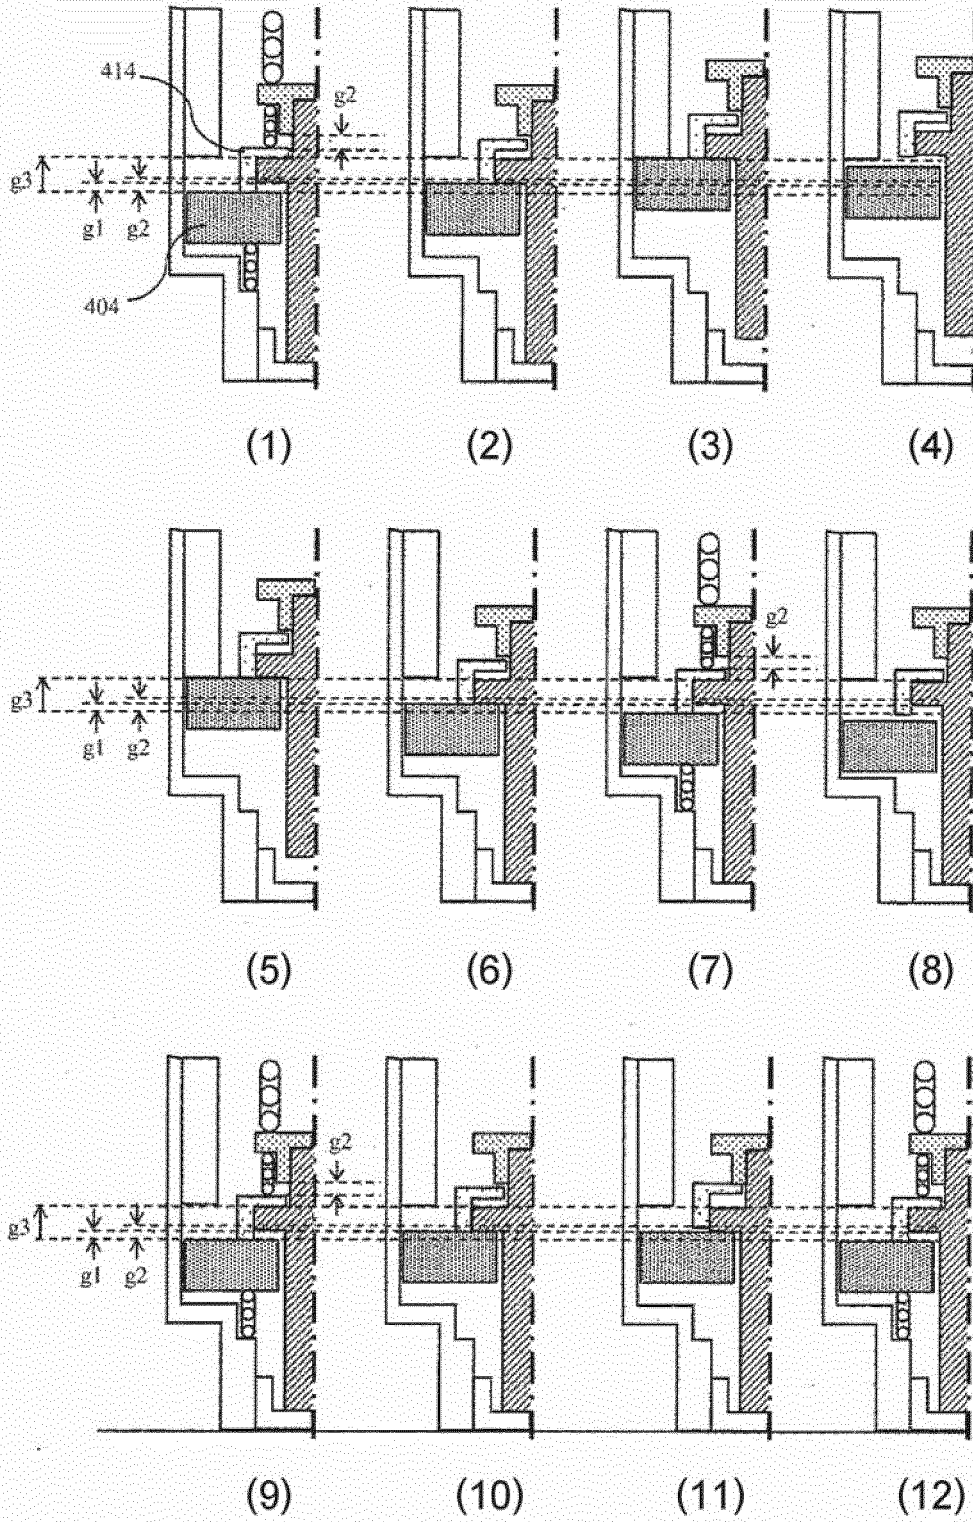 414
g2
g3
g1 g2
404
(1) (2) (3) (4)
g2
g3
g1 g2
(5) (6) (7) (8)
g2
g3
g1 g2
(9) (10) (11) (12)